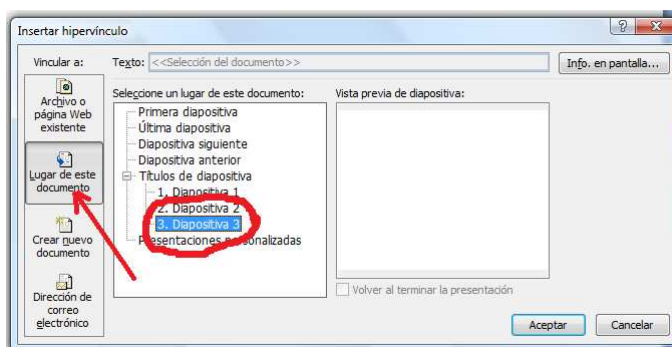 Insertar hipervínculo
Vincular a:
Texto: <<Selección del documento>>
Info. en pantalla...
Archivo o
página Web
existente
Lugar de este
documento
Crear nuevo
documento
Dirección de
correo
electrónico
Seleccione un lugar de este documento:
Primera diapositiva
Última diapositiva
Diapositiva siguiente
Diapositiva anterior
Títulos de diapositiva
1. Diapositiva 1
2. Diapositiva 2
3. Diapositiva 3
Presentaciones personalizadas
Vista previa de diapositiva:
Volver al terminar la presentación
Aceptar
Cancelar